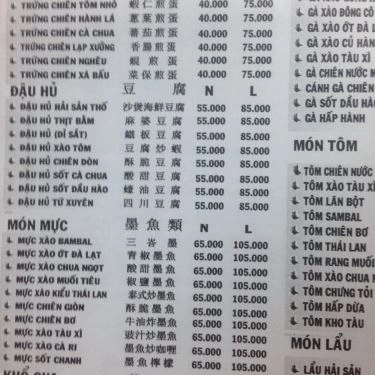 TRỨNG CHIÊN TÔM NHỎ 蝦仁煎蛋 40.000 75.000
TRỨNG CHIÊN HÀNH LÁ 蔥葉煎蛋 40.000 75.000
TRỨNG CHIÊN CÀ CHUA 蕃茄煎蛋 40.000 75.000
TRỨNG CHIÊN LẠP XƯỞNG 香腸煎蛋 40.000 75.000
TRỨNG CHIÊN NGHÊU 蜆煎蛋 40.000 75.000
TRỨNG CHIÊN XÁ BẤU 菜保煎蛋 40.000 75.000
ĐẬU HỦ 豆腐 N L
ĐẬU HỦ HẢI SẢN THỐ 沙煲海鮮豆腐 55.000 85.000
ĐẬU HỦ THỊT BẰM 麻婆豆腐 55.000 85.000
ĐẬU HỦ (DỈ SẮT) 鐵板豆腐 55.000 85.000
ĐẬU HỦ XÀO TÔM 豆腐炒蝦 55.000 85.000
ĐẬU HỦ CHIÊN DÒN 酥脆豆腐 55.000 85.000
ĐẬU HỦ SỐT CÀ CHUA 酸甜豆腐 55.000 85.000
ĐẬU HỦ SỐT DẦU HÀO 蠔油豆腐 55.000 85.000
ĐẬU HỦ TỨ XUYÊN 四川豆腐 55.000 85.000
MÓN MỰC 墨魚類 N L
MỰC XÀO BAMBAL 三峇墨 65.000 105.000
MỰC XÀO ỚT ĐÀ LẠT 青椒墨魚 65.000 105.000
MỰC XÀO CHUA NGỌT 酸甜墨魚 65.000 105.000
MỰC XÀO MUỐI TIÊU 椒鹽墨魚 65.000 105.000
MỰC XÀO KIỂU THÁI LAN 泰式炒墨魚 65.000 105.000
MỰC CHIÊN GIÒN 酥脆墨魚 65.000 105.000
MỰC CHIÊN BƠ 牛油炸墨魚 65.000 105.000
MỰC XÀO TÀU XÌ 豉汁炒墨魚 65.000 105.000
MỰC XÀO CÀ RI 墨魚炒咖喱 65.000 105.000
MỰC SỐT CHANH 墨魚檸檬 65.000 105.000
GÀ XÀO ĐÔNG CÔ
GÀ XÀO ỚT ĐÀ L
GÀ XÀO CỦ HÀN
GÀ XÀO TÀU XÌ
GÀ CHIÊN NƯỚC M
CÁNH GÀ CHIÊN
GÀ SỐT DẦU HÀO
GÀ HẤP HÀNH
MÓN TÔM
TÔM CHIÊN NƯỚC
TÔM XÀO TÀU XÌ
TÔM LĂN BỘT
TÔM SAMBAL
TÔM CHIÊN BƠ
TÔM THÁI LAN
TÔM RANG MUỐI
TÔM XÀO CHUA N
TÔM CHƯNG TỎI
TÔM HẤP DỪA
TÔM KHO TÀU
MÓN LẨU
LẨU HẢI SẢN